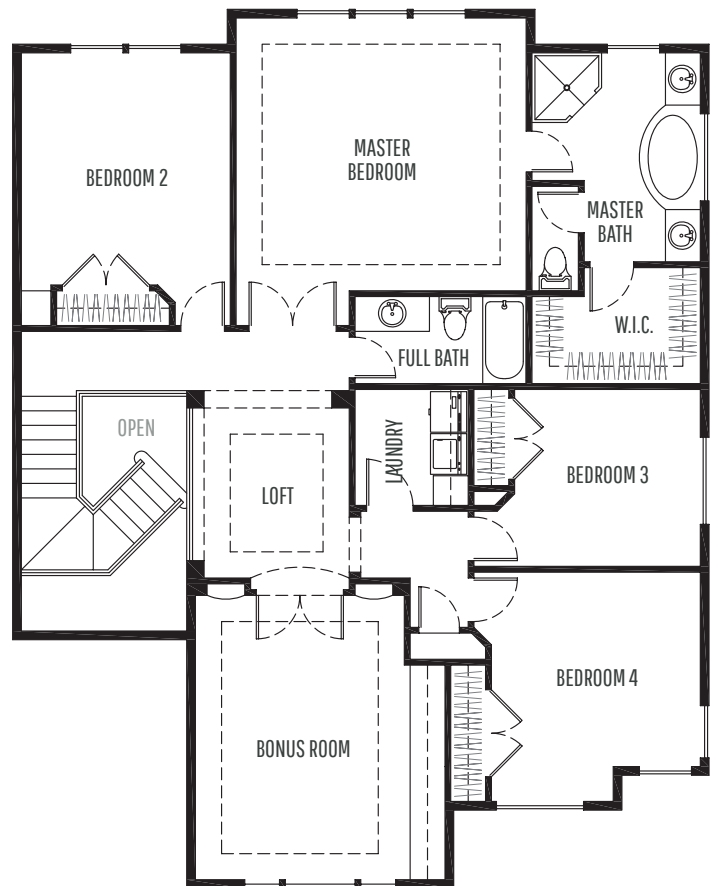 MASTER
BEDROOM
BEDROOM 2
MASTER
BATH
W.I.C.
FULL BATH
OPEN
LAUNDRY
BEDROOM 3
LOFT
BEDROOM 4
BONUS ROOM